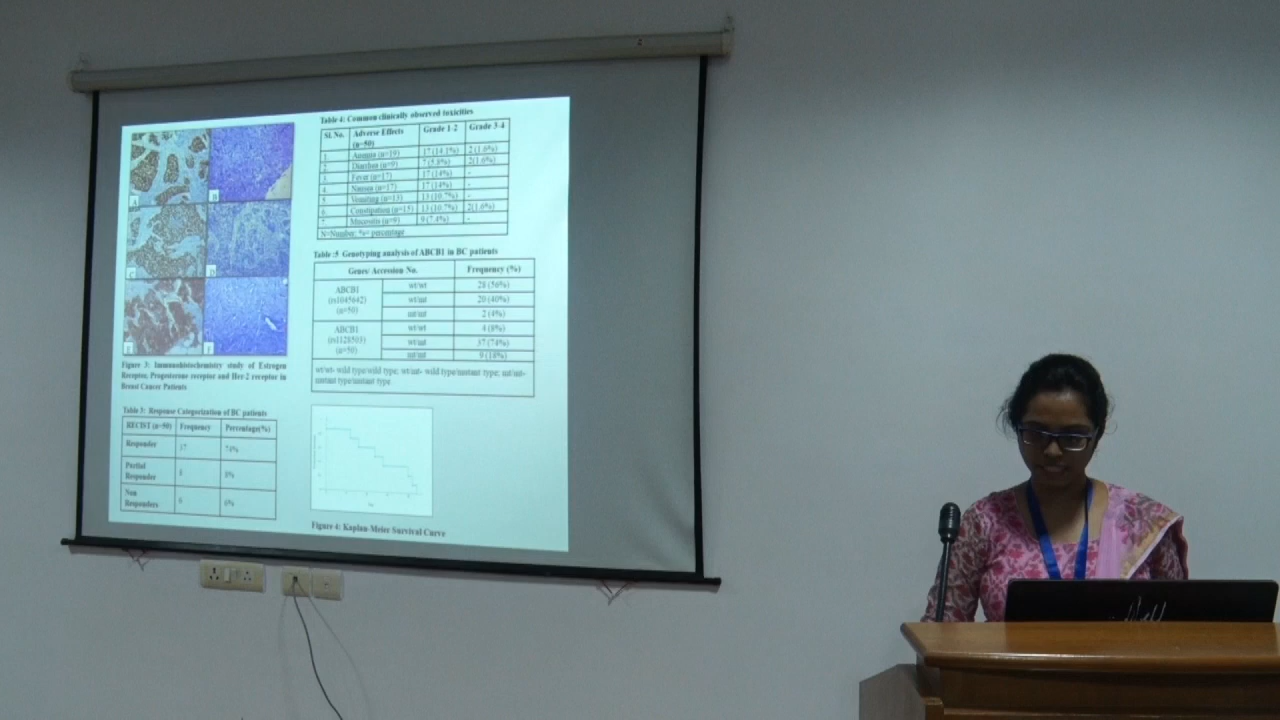 A
B
C
D
E
F
Figure 3: Immunohistochemistry study of Estrogen
Receptor, Progesterone receptor and Her-2 receptor in
Breast Cancer Patients
Table 3: Response Categorization of BC patients
RECIST (n=50) Frequency Percentage(%)
Responder 74%
Partial
Responder 8 8%
Non
Responders 6 6%
Table 4: Common clinically observed toxicities
Sl. No. Adverse Effects Grade 1-2 Grade 3-4
(n=50)
1. Anemia (n=19) 17 (14.1%) 2 (1.6%)
2. Diarrhea (n=9) 7 (5.8%) 2(1.6%)
3. Fever (n=17) 17 (14%) -
4. Nausea (n=17) 17 (14%) -
5. Vomiting (n=13) 13 (10.7%) -
6. Constipation (n=15) 13 (10.7%) 2(1.6%)
7. Mucositis (n=9) 9 (7.4%) -
N=Number; %= percentage
Table :5 Genotyping analysis of ABCB1 in BC patients
Genes/ Accession No. Frequency (%)
ABCB1
(rs1045642)
(n=50)
wt/wt 28 (56%)
wt/mt 20 (40%)
mt/mt 2 (4%)
ABCB1
(rs1128503)
(n=50)
wt/wt 4 (8%)
wt/mt 37 (74%)
mt/mt 9 (18%)
wt/wt- wild type/wild type; wt/mt- wild type/mutant type; mt/mt-
mutant type/mutant type
Figure 4: Kaplan-Meier Survival Curve